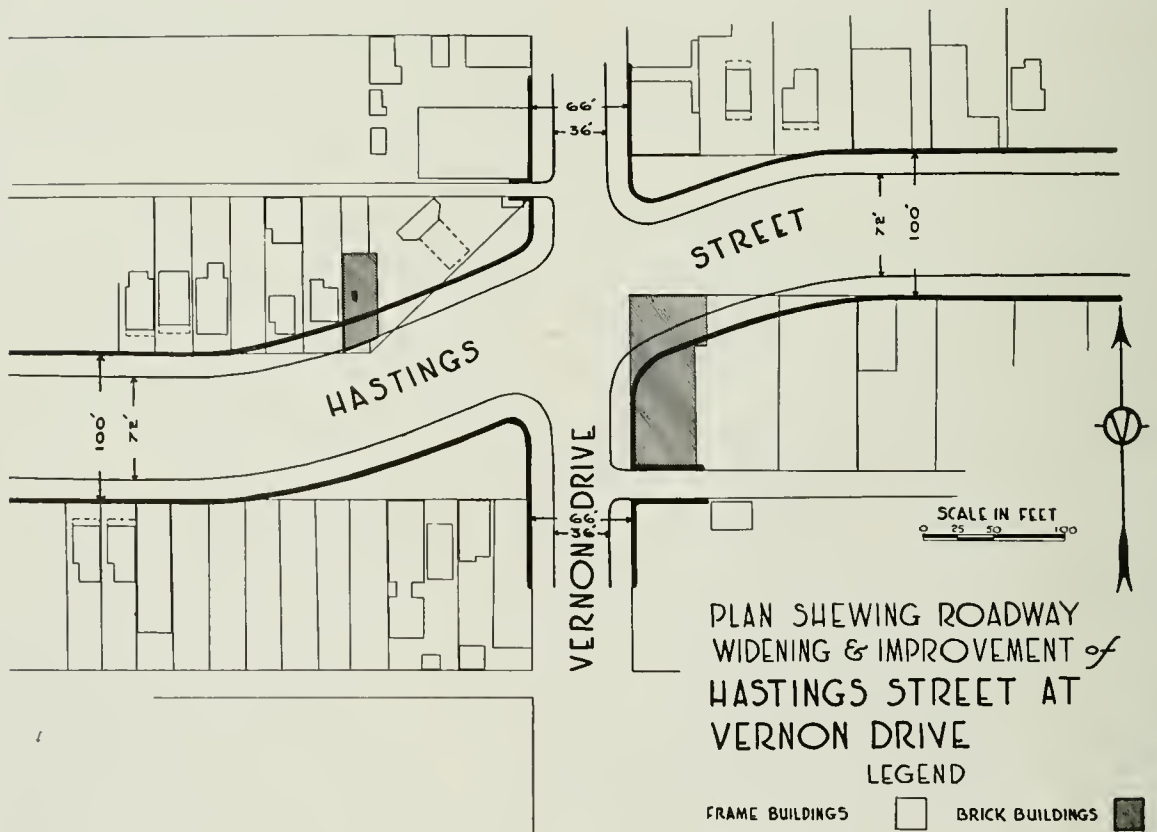 66'
36'
STREET
72'
100'
HASTINGS
100'
72'
VERNON DRIVE
66'
36'
SCALE IN FEET
0 25 50 100
PLAN SHEWING ROADWAY
WIDENING & IMPROVEMENT of
HASTINGS STREET AT
VERNON DRIVE
LEGEND
FRAME BUILDINGS BRICK BUILDINGS